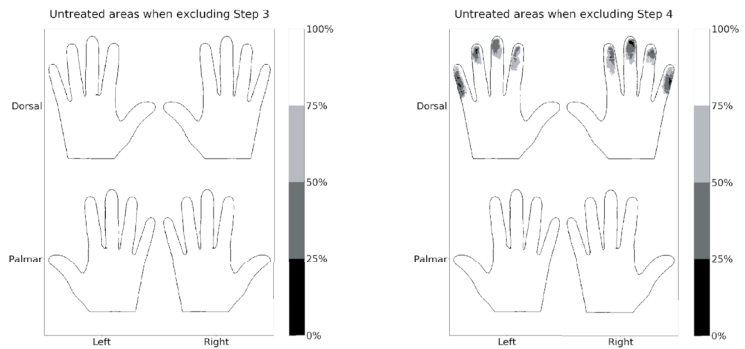 Untreated areas when excluding Step 3
100%
75%
50%
25%
0%
Dorsal
Palmar
Left Right
Untreated areas when excluding Step 4
100%
75%
50%
25%
0%
Dorsal
Palmar
Left Right